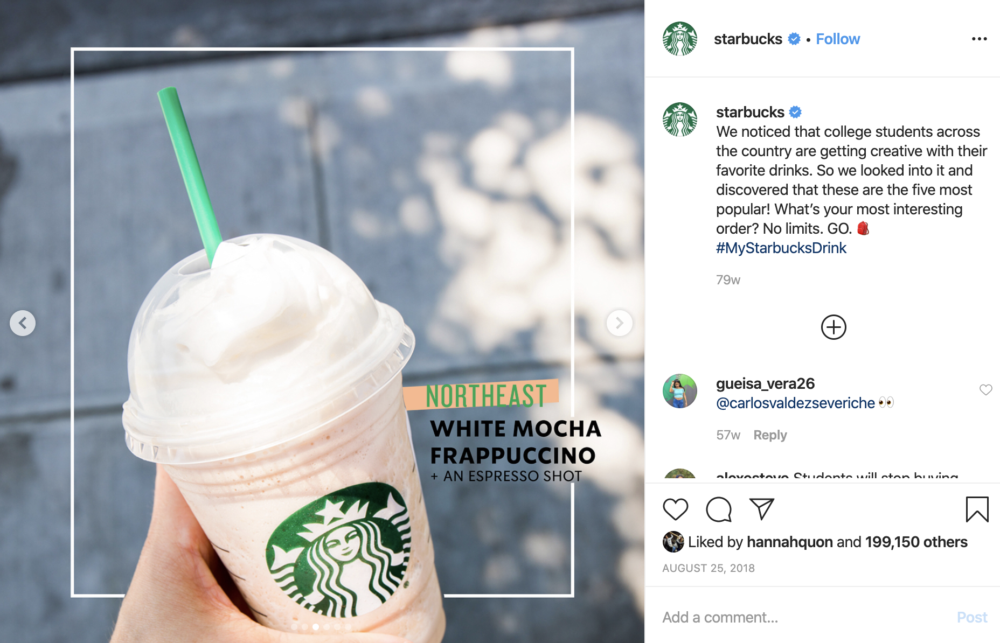 NORTHEAST
WHITE MOCHA
FRAPPUCCINO
+ AN ESPRESSO SHOT
starbucks • Follow
starbucks
We noticed that college students across
the country are getting creative with their
favorite drinks. So we looked into it and
discovered that these are the five most
popular! What’s your most interesting
order? No limits. GO. 🎒
#MyStarbucksDrink
79w
gueisa_vera26
@carlosvaldezseveriche 👀
57w Reply
Students will stop buying
Liked by hannahquon and 199,150 others
AUGUST 25, 2018
Add a comment... Post